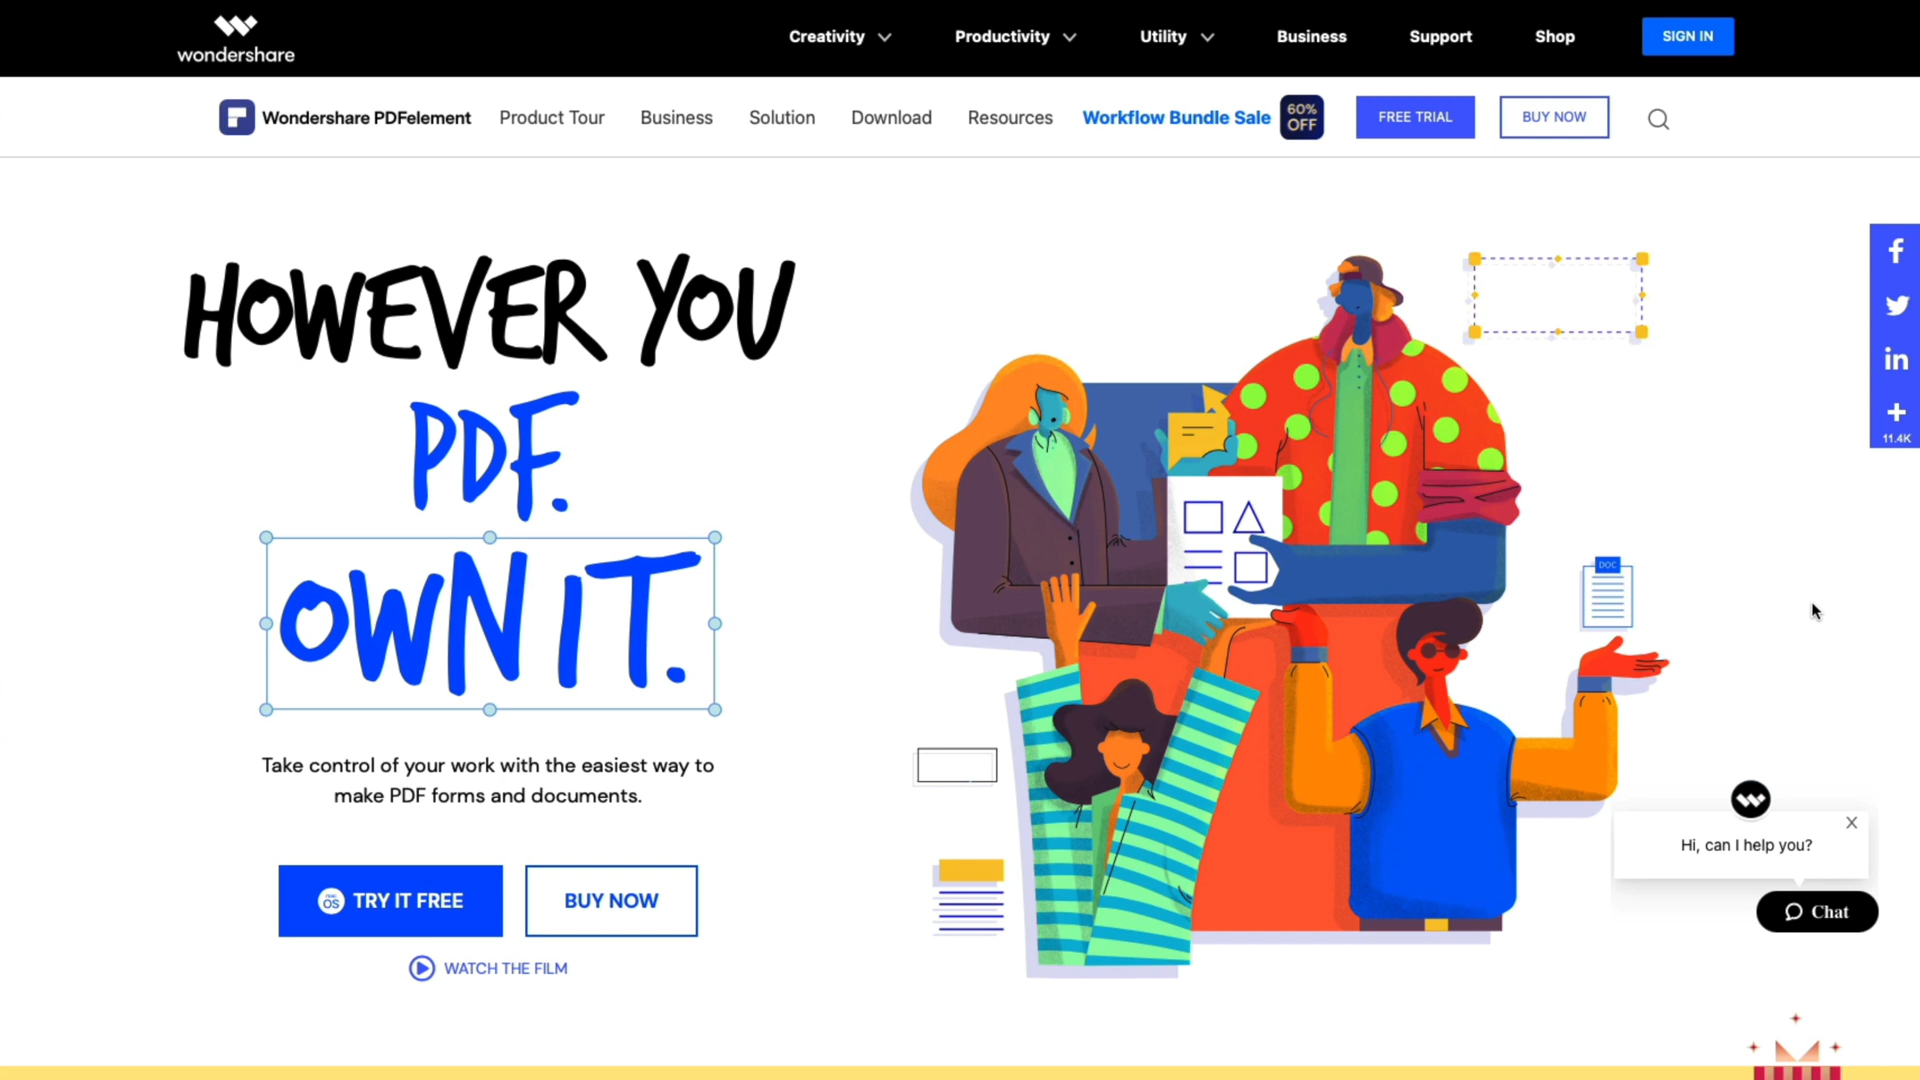 wondershare
Creativity Productivity Utility Business Support Shop SIGN IN
Wondershare PDFelement Product Tour Business Solution Download Resources Workflow Bundle Sale 60% OFF FREE TRIAL BUY NOW
HOWEVER YOU
PDF.
OWN IT.
Take control of your work with the easiest way to
make PDF forms and documents.
TRY IT FREE
BUY NOW
WATCH THE FILM
DOC
11.4K
Hi, can I help you?
Chat